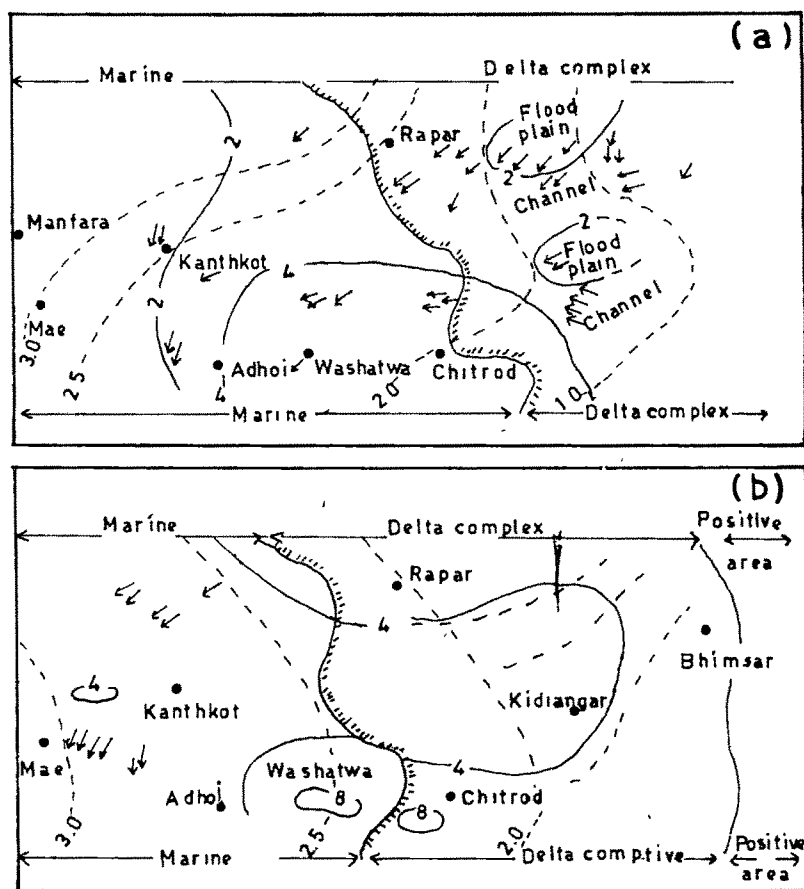 (a)
Marine
Delta complex
Flood
plain
2
Rapar
2
Channel
Manfara
2
Kanthkot
4
Flood
plain
2
Channel
Mae
3.0
2.5
Adhoi
Washatwa
Chitrod
4
2.0
1.0
Marine
Delta complex
(b)
Marine
Delta complex
Positive
area
Rapar
4
Bhimsar
4
Kanthkot
Kidiangar
Mae
4
Washatwa
Adhoi
8
8
Chitrod
3.0
2.5
2.0
Marine
Delta comptive
Positive
area